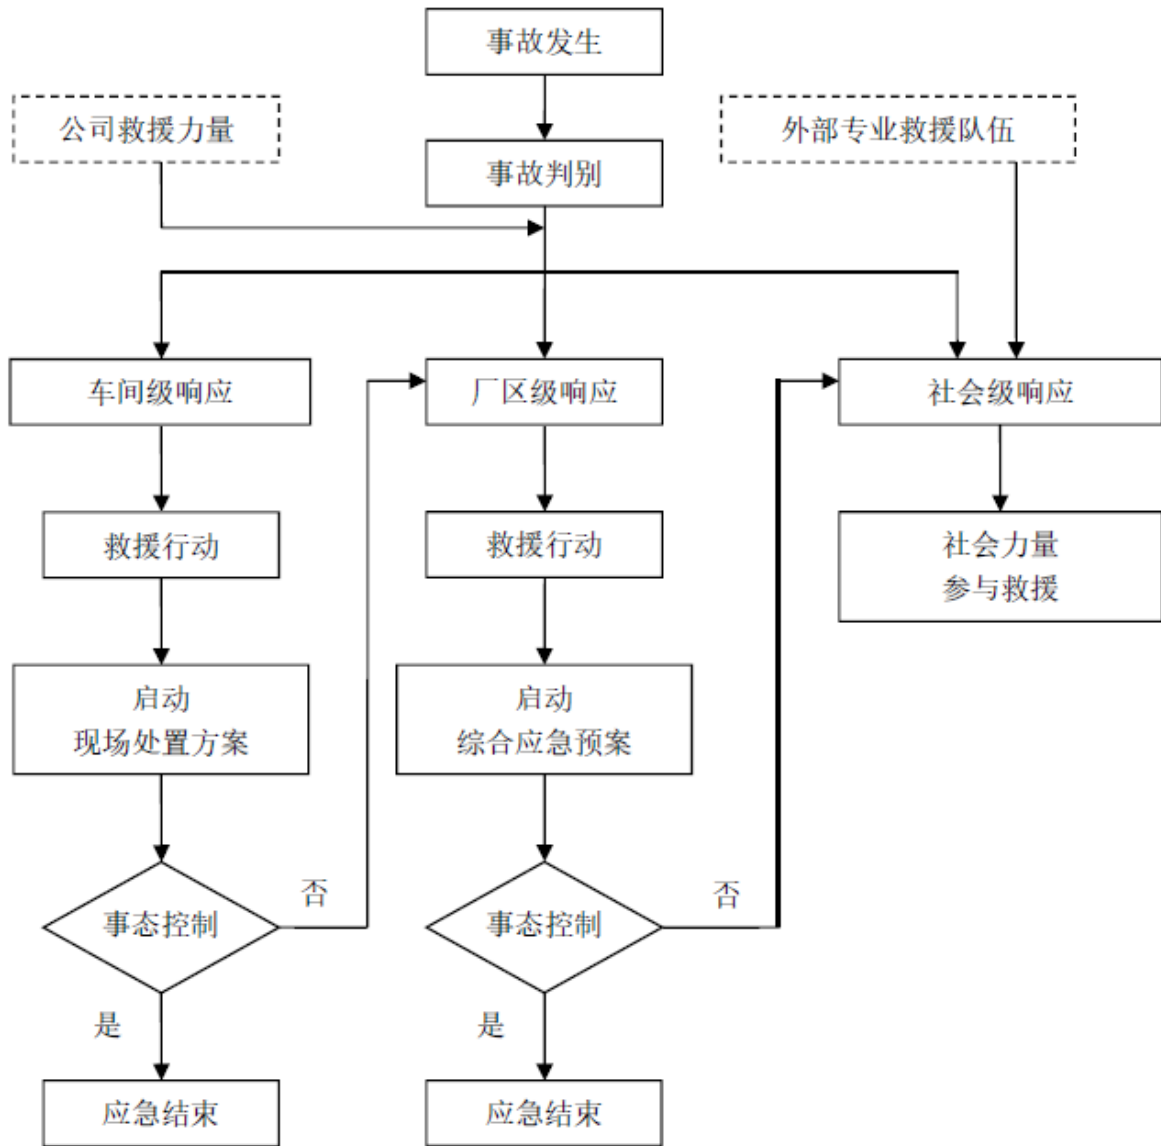 事故发生
公司救援力量
外部专业救援队伍
事故判别
车间级响应
厂区级响应
社会级响应
救援行动
救援行动
社会力量
参与救援
启动
现场处置方案
启动
综合应急预案
否
否
事态控制
事态控制
是
是
应急结束
应急结束